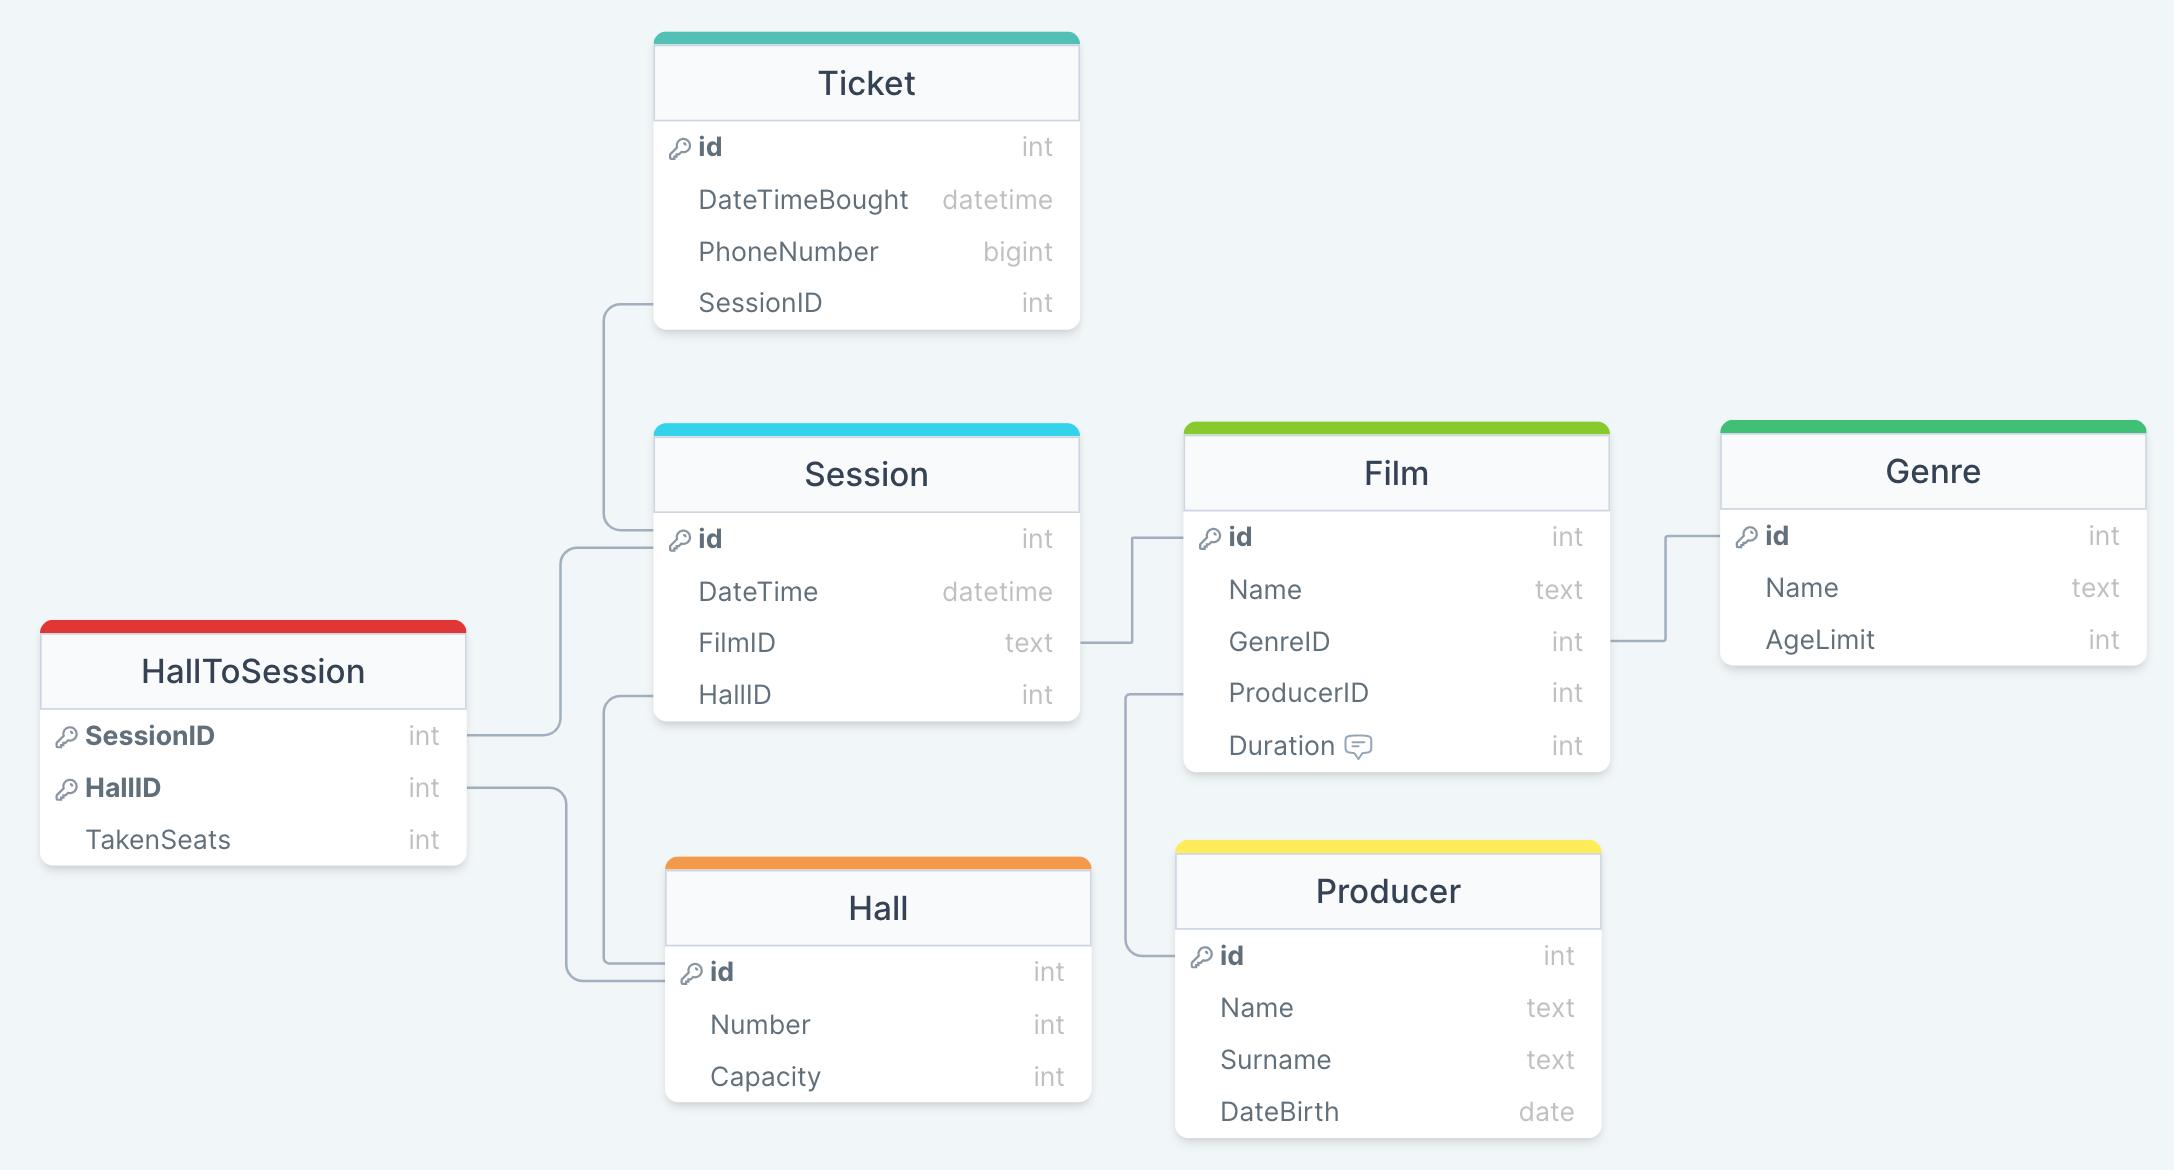 Ticket
id int
DateTimeBought datetime
PhoneNumber bigint
SessionID int
Session
id int
DateTime datetime
FilmID text
HallID int
Film
id int
Name text
GenreID int
ProducerID int
Duration int
Genre
id int
Name text
AgeLimit int
HallToSession
SessionID int
HallID int
TakenSeats int
Hall
id int
Number int
Capacity int
Producer
id int
Name text
Surname text
DateBirth date